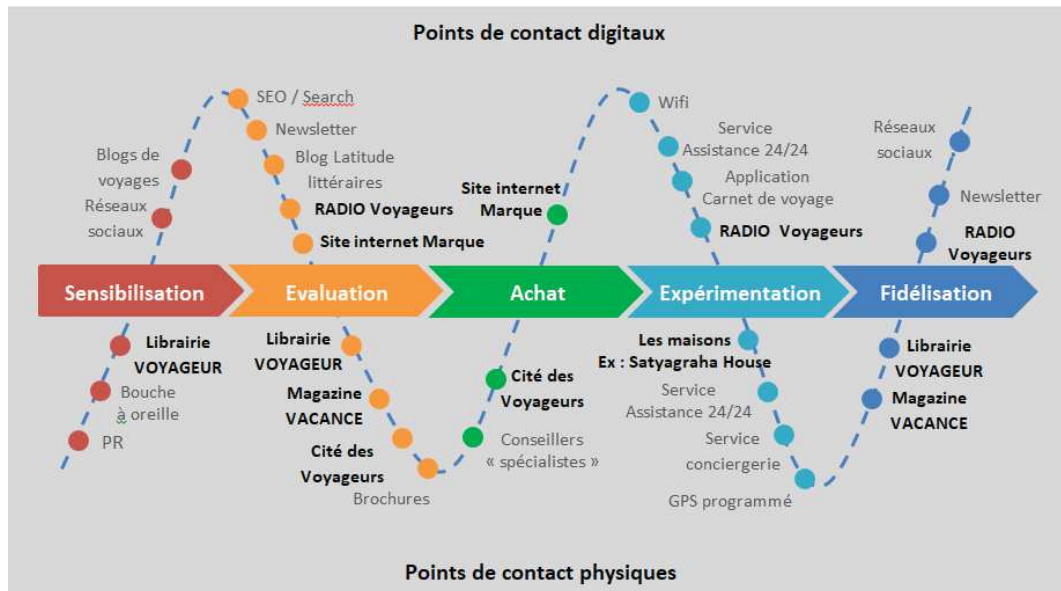 Points de contact digitaux
SEO / Search
Newsletter
Blog Latitude
littéraires
RADIO Voyageurs
Site internet Marque
Blogs de
voyages
Réseaux
sociaux
Site internet
Marque
Wifi
Service
Assistance 24/24
Application
Carnet de voyage
RADIO Voyageurs
Réseaux
sociaux
Newsletter
RADIO
Voyageurs
Sensibilisation
Evaluation
Achat
Expérimentation
Fidélisation
Librairie
VOYAGEUR
Bouche
à oreille
PR
Librairie
VOYAGEUR
Magazine
VACANCE
Cité des
Voyageurs
Brochures
Cité des
Voyageurs
Conseillers
« spécialistes »
Les maisons
Ex : Satyagraha House
Service
Assistance 24/24
Service
conciergerie
GPS programmé
Librairie
VOYAGEUR
Magazine
VACANCE
Points de contact physiques